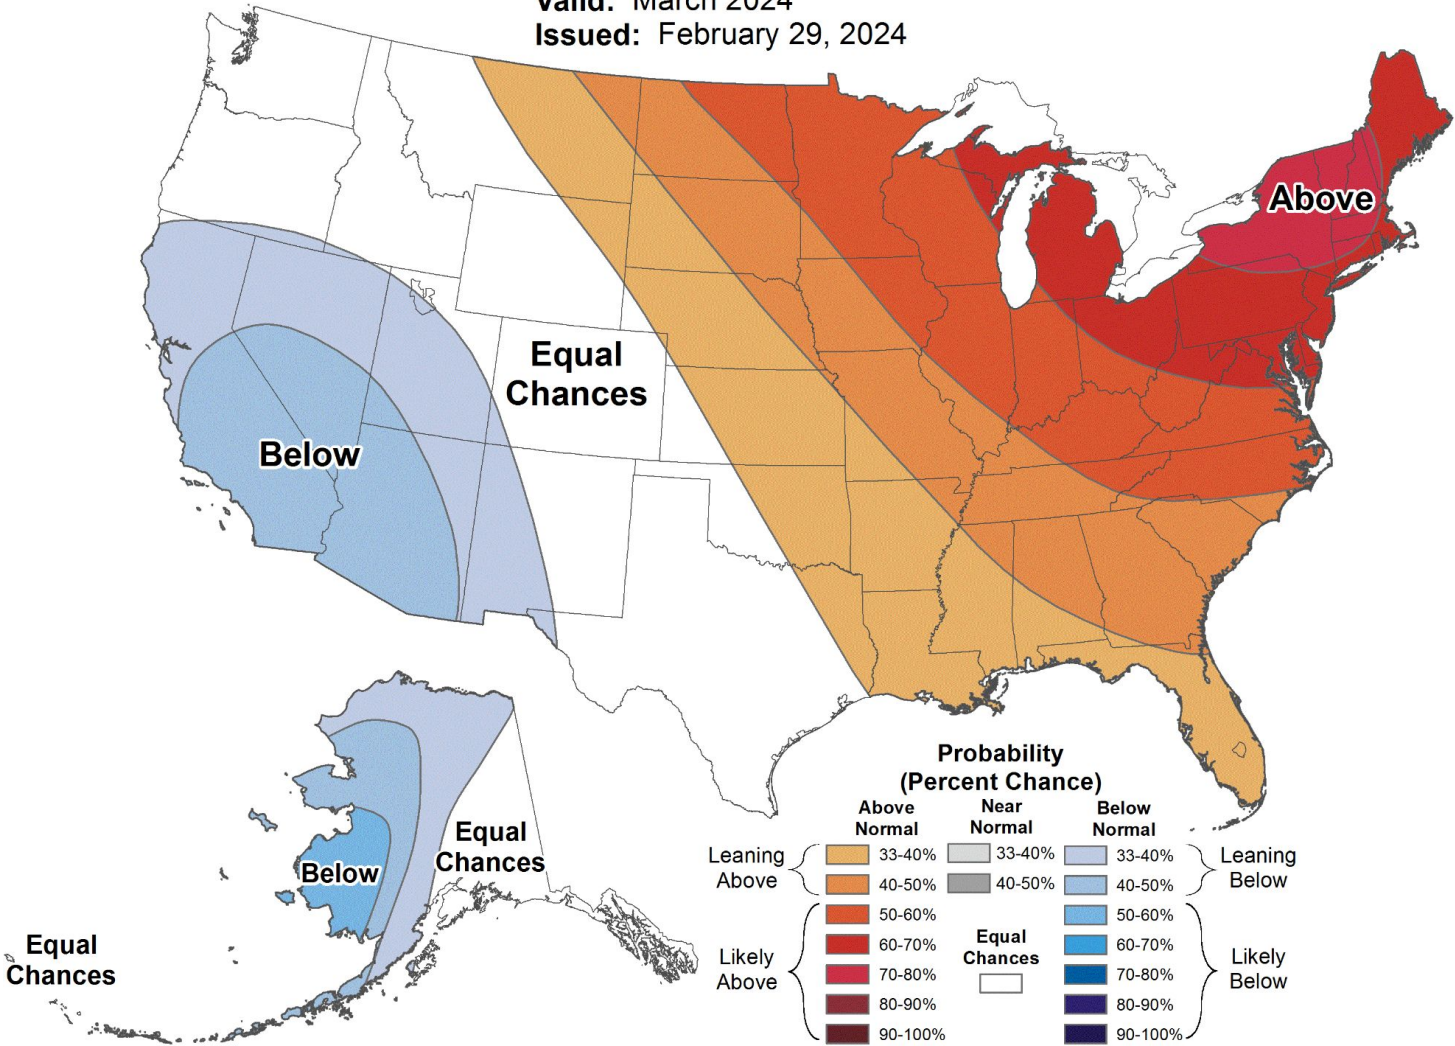 Valid: March 2024
Issued: February 29, 2024
Above
Equal
Chances
Below
Equal
Chances
Below
Equal
Chances
Probability
(Percent Chance)
Above
Normal
Near
Normal
Below
Normal
Leaning
Above
33-40%
33-40%
33-40%
Leaning
Below
40-50%
40-50%
40-50%
50-60%
50-60%
Equal
Chances
60-70%
60-70%
Likely
Above
Likely
Below
70-80%
70-80%
80-90%
80-90%
90-100%
90-100%